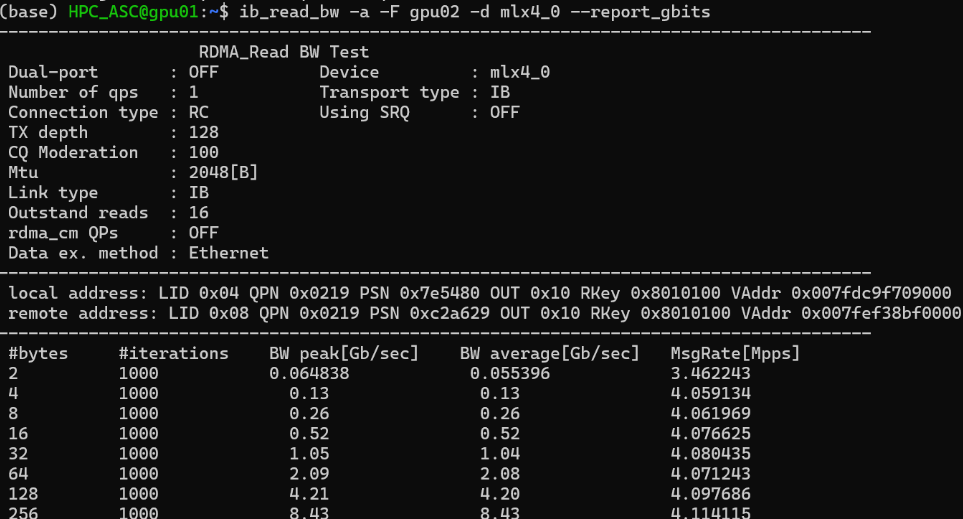 (base) HPC_ASC@gpu01:~$ ib_read_bw -a -F gpu02 -d mlx4_0 --report_gbits
---------------------------------------------------------------------------------------
RDMA_Read BW Test
Dual-port : OFF Device : mlx4_0
Number of qps : 1 Transport type : IB
Connection type : RC Using SRQ : OFF
TX depth : 128
CQ Moderation : 100
Mtu : 2048[B]
Link type : IB
Outstand reads : 16
rdma_cm QPs : OFF
Data ex. method : Ethernet
---------------------------------------------------------------------------------------
local address: LID 0x04 QPN 0x0219 PSN 0x7e5480 OUT 0x10 RKey 0x8010100 VAddr 0x007fdc9f709000
remote address: LID 0x08 QPN 0x0219 PSN 0xc2a629 OUT 0x10 RKey 0x8010100 VAddr 0x007fef38bf0000
---------------------------------------------------------------------------------------
#bytes #iterations BW peak[Gb/sec] BW average[Gb/sec] MsgRate[Mpps]
2 1000 0.064838 0.055396 3.462243
4 1000 0.13 0.13 4.059134
8 1000 0.26 0.26 4.061969
16 1000 0.52 0.52 4.076625
32 1000 1.05 1.04 4.080435
64 1000 2.09 2.08 4.071243
128 1000 4.21 4.20 4.097686
256 1000 8.43 8.43 4.114115